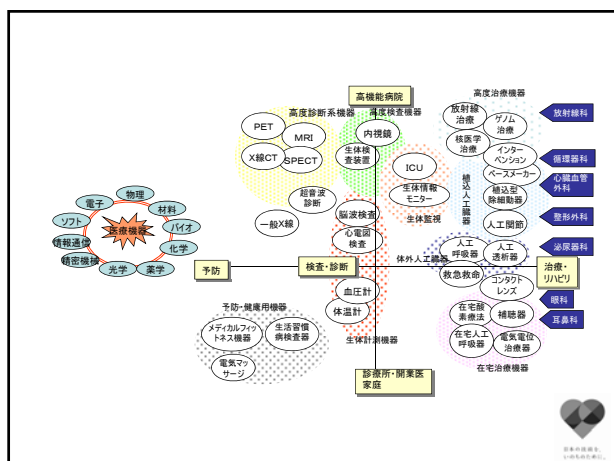 高機能病院
高度治療機器
高度診断系機器
高度検査機器
放射線
治療
ゲノム
治療
放射線科
PET
MRI
内視鏡
核医学
治療
X線CT
SPECT
生体検
査装置
インター
ベンション
循環器科
ICU
ペースメーカー
心臓血管
外科
超音波
診断
生体情報
モニター
植込人工臓器
植込型
除細動器
物理
電子
材料
ソフト
医療機器
バイオ
情報通信
化学
精密機械
光学
薬学
一般X線
脳波検査
生体監視
人工関節
整形外科
心電図
検査
人工
呼吸器
人工
透析器
泌尿器科
体外人工臓器
予防
検査・診断
救急救命
治療・
リハビリ
コンタクト
レンズ
眼科
血圧計
体温計
予防・健康用機器
在宅酸
素療法
補聴器
耳鼻科
メディカルフィッ
トネス機器
生活習慣
病検査器
生体計測機器
在宅人工
呼吸器
電気電位
治療器
電気マッ
サージ
在宅治療機器
診療所・開業医
家庭
日本の技術を、
いのちのために。